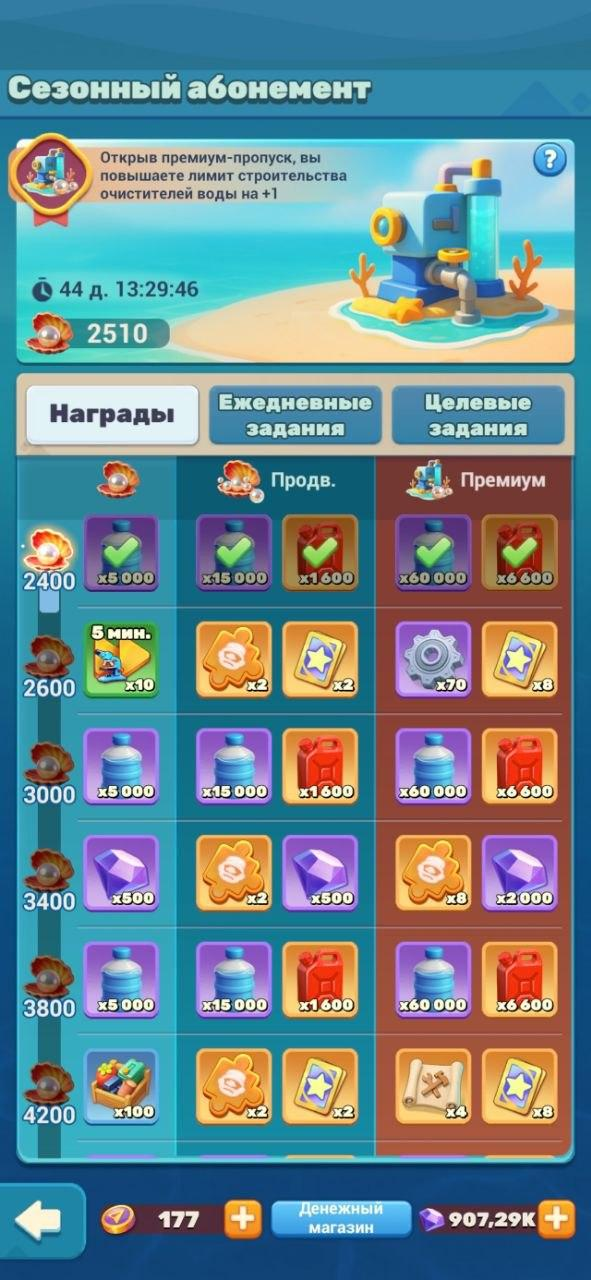 Сезонный абонемент
Открыв премиум-пропуск, вы
повышаете лимит строительства
очистителей воды на +1
?
44 д. 13:29:46
2510
Награды
Ежедневные
задания
Целевые
задания
Продв.
Премиум
2400
x5 000
x15 000
x1 600
x60 000
x6 600
2600
5 мин.
x10
x2
x2
x70
x8
3000
x5 000
x15 000
x1 600
x60 000
x6 600
3400
x500
x2
x500
x8
x2 000
3800
x5 000
x15 000
x1 600
x60 000
x6 600
4200
x100
x2
x2
x4
x8
177
Денежный
магазин
907,29K